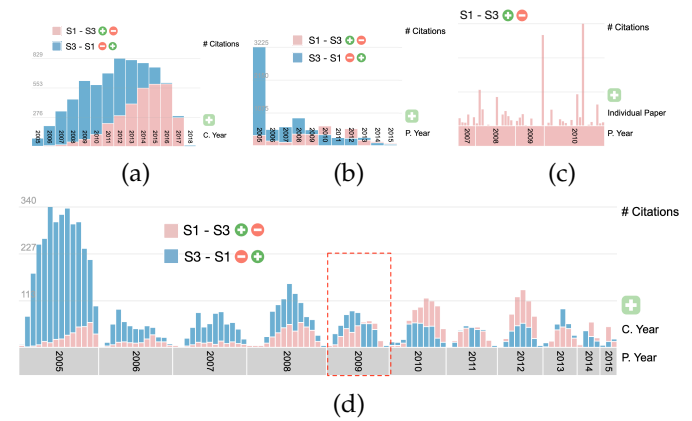 S1 - S3
S3 - S1
# Citations
829
553
276
2005 2006 2007 2008 2009 2010 2011 2012 2013 2014 2015 2016 2017 2018
C. Year
(a)
S1 - S3
S3 - S1
# Citations
3225
2005 2006 2007 2008 2009 2010 2011 2012 2013 2014 2015
P. Year
(b)
S1 - S3
# Citations
Individual Paper
2007 2008 2009 2010
P. Year
(c)
340
227
S1 - S3
S3 - S1
# Citations
C. Year
2005 2006 2007 2008 2009 2010 2011 2012 2013 2014 2015
P. Year
(d)